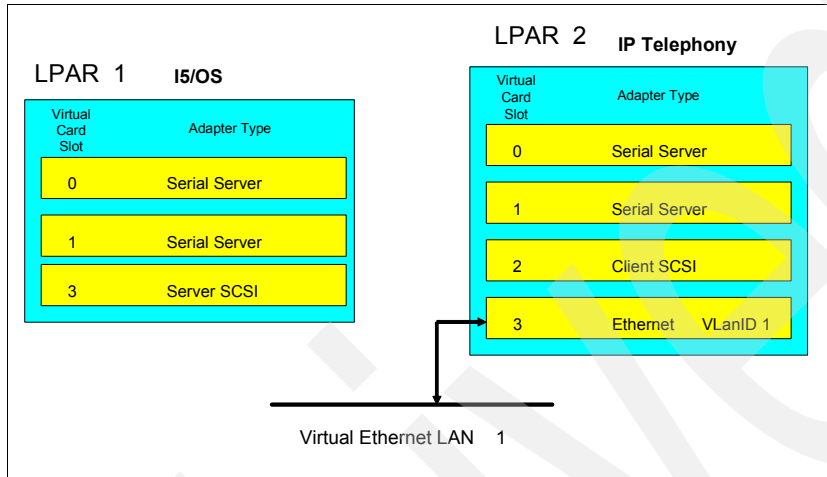 LPAR 1 I5/OS
Virtual
Card
Slot
Adapter Type
0 Serial Server
1 Serial Server
3 Server SCSI
LPAR 2 IP Telephony
Virtual
Card
Slot
Adapter Type
0 Serial Server
1 Serial Server
2 Client SCSI
3 Ethernet VLanID 1
Virtual Ethernet LAN 1